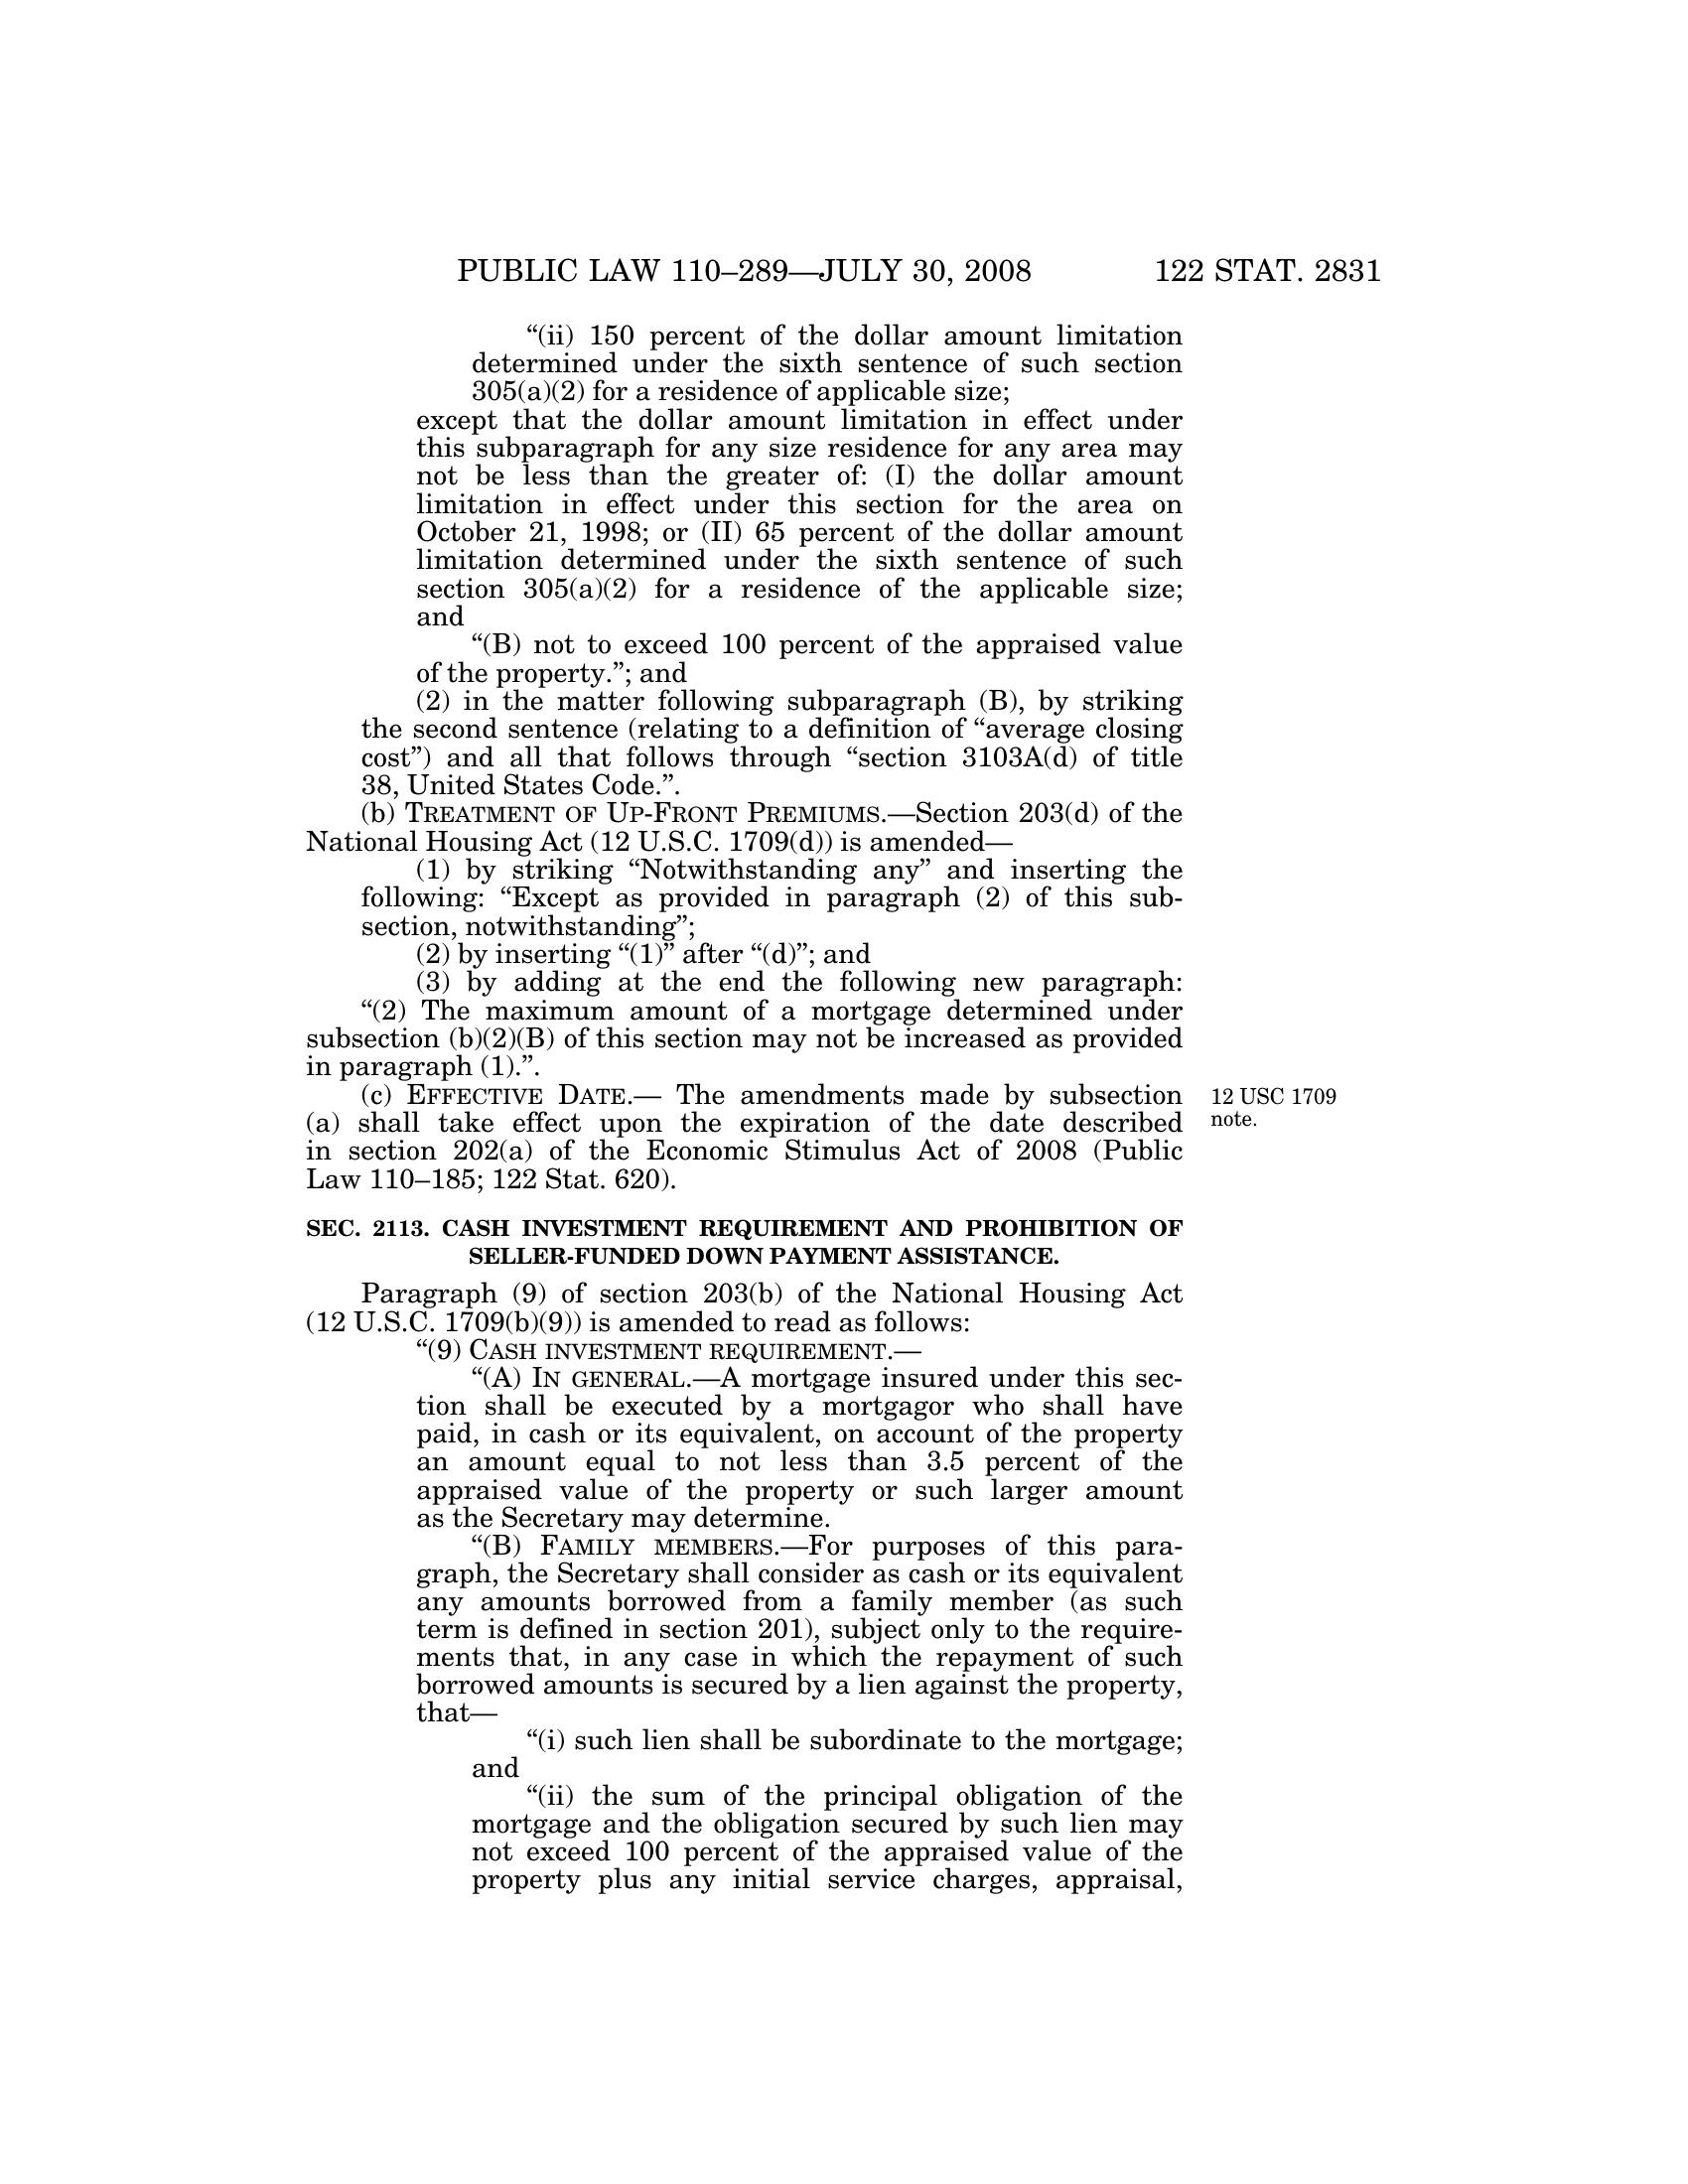 PUBLIC LAW 110–289—JULY 30, 2008 122 STAT. 2831
“(ii) 150 percent of the dollar amount limitation
determined under the sixth sentence of such section
305(a)(2) for a residence of applicable size;
except that the dollar amount limitation in effect under
this subparagraph for any size residence for any area may
not be less than the greater of: (I) the dollar amount
limitation in effect under this section for the area on
October 21, 1998; or (II) 65 percent of the dollar amount
limitation determined under the sixth sentence of such
section 305(a)(2) for a residence of the applicable size;
and
“(B) not to exceed 100 percent of the appraised value
of the property.”; and
(2) in the matter following subparagraph (B), by striking
the second sentence (relating to a definition of “average closing
cost”) and all that follows through “section 3103A(d) of title
38, United States Code.”.
(b) TREATMENT OF UP-FRONT PREMIUMS.—Section 203(d) of the
National Housing Act (12 U.S.C. 1709(d)) is amended—
(1) by striking “Notwithstanding any” and inserting the
following: “Except as provided in paragraph (2) of this sub-
section, notwithstanding”;
(2) by inserting “(1)” after “(d)”; and
(3) by adding at the end the following new paragraph:
“(2) The maximum amount of a mortgage determined under
subsection (b)(2)(B) of this section may not be increased as provided
in paragraph (1).”.
(c) EFFECTIVE DATE.— The amendments made by subsection
(a) shall take effect upon the expiration of the date described
in section 202(a) of the Economic Stimulus Act of 2008 (Public
Law 110–185; 122 Stat. 620).
12 USC 1709
note.
SEC. 2113. CASH INVESTMENT REQUIREMENT AND PROHIBITION OF
SELLER-FUNDED DOWN PAYMENT ASSISTANCE.
Paragraph (9) of section 203(b) of the National Housing Act
(12 U.S.C. 1709(b)(9)) is amended to read as follows:
“(9) CASH INVESTMENT REQUIREMENT.—
“(A) IN GENERAL.—A mortgage insured under this sec-
tion shall be executed by a mortgagor who shall have
paid, in cash or its equivalent, on account of the property
an amount equal to not less than 3.5 percent of the
appraised value of the property or such larger amount
as the Secretary may determine.
“(B) FAMILY MEMBERS.—For purposes of this para-
graph, the Secretary shall consider as cash or its equivalent
any amounts borrowed from a family member (as such
term is defined in section 201), subject only to the require-
ments that, in any case in which the repayment of such
borrowed amounts is secured by a lien against the property,
that—
“(i) such lien shall be subordinate to the mortgage;
and
“(ii) the sum of the principal obligation of the
mortgage and the obligation secured by such lien may
not exceed 100 percent of the appraised value of the
property plus any initial service charges, appraisal,